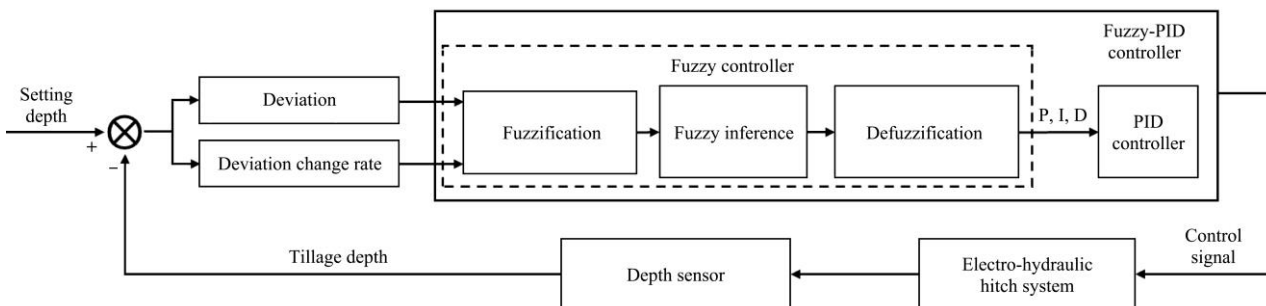 Fuzzy-PID
controller
Fuzzy controller
Setting
depth
+
−
Deviation
Deviation change rate
Fuzzification
Fuzzy inference
Defuzzification
P, I, D
PID
controller
Tillage depth
Depth sensor
Electro-hydraulic
hitch system
Control
signal